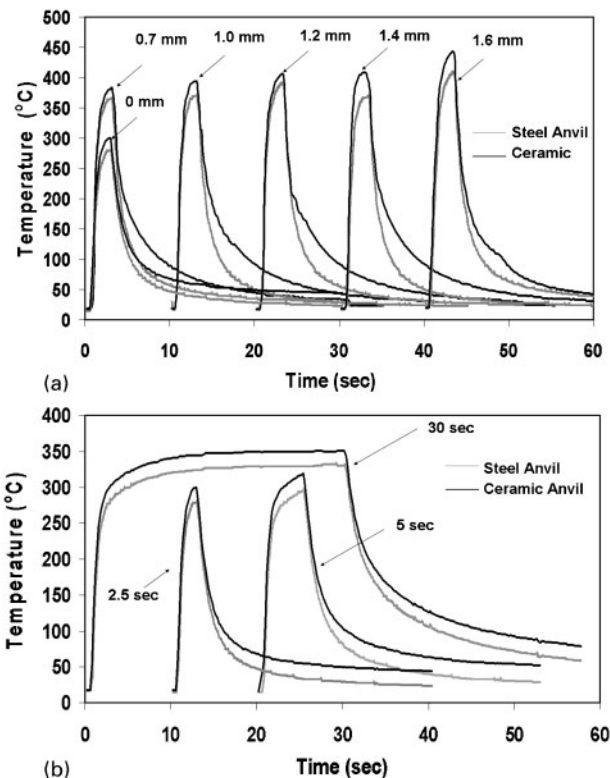 500
450
400
350
300
250
200
150
100
50
0
Temperature (°C)
0.7 mm
1.0 mm
1.2 mm
1.4 mm
1.6 mm
0 mm
Steel Anvil
Ceramic
0 10 20 30 40 50 60
Time (sec)
(a)
400
350
300
250
200
150
100
50
0
Temperature (°C)
30 sec
Steel Anvil
Ceramic Anvil
5 sec
2.5 sec
0 10 20 30 40 50 60
Time (sec)
(b)